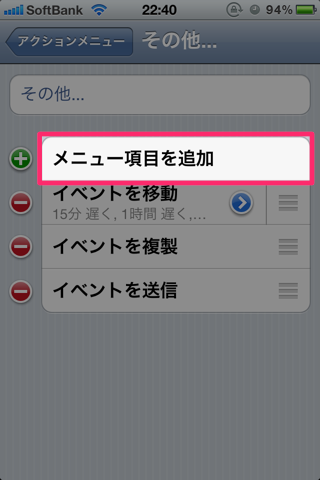 SoftBank 22:40 94%
アクションメニュー その他...
その他...
メニュー項目を追加
イベントを移動
15分 遅く, 1時間 遅く,...
イベントを複製
イベントを送信